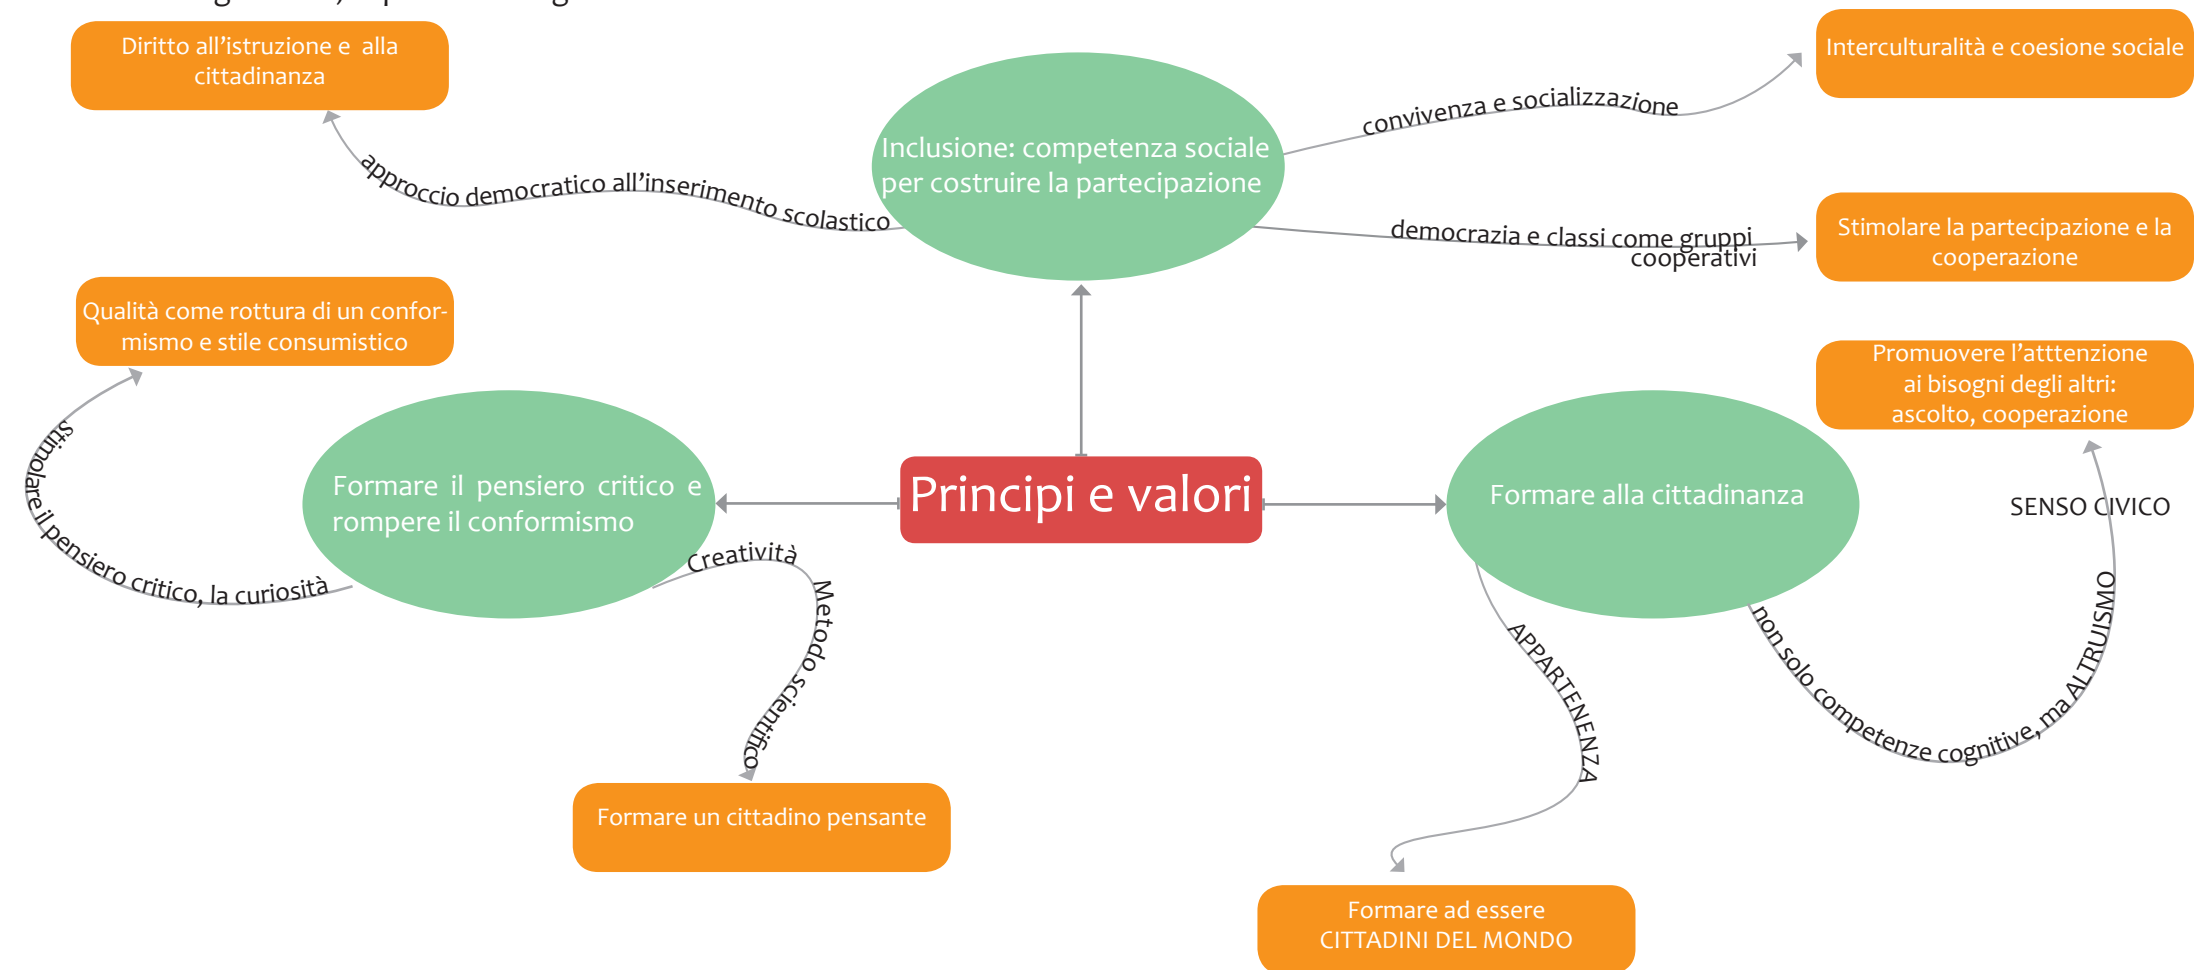 Diritto all'istruzione e alla
cittadinanza
Interculturalità e coesione sociale
convivenza e socializzazione
Inclusione: competenza sociale
per costruire la partecipazione
approccio democratico all'inserimento scolastico
democrazia e classi come gruppi
cooperativi
Stimolare la partecipazione e la
cooperazione
Qualità come rottura di un confor-
mismo e stile consumistico
Promuovere l'atttenzione
ai bisogni degli altri:
ascolto, cooperazione
stimolare il pensiero critico, la curiosità
Formare il pensiero critico e
rompere il conformismo
Principi e valori
Formare alla cittadinanza
SENSO CIVICO
Creatività
Metodo scientifico
APPARTENENZA
non solo competenze cognitive, ma ALTRUISMO
Formare un cittadino pensante
Formare ad essere
CITTADINI DEL MONDO